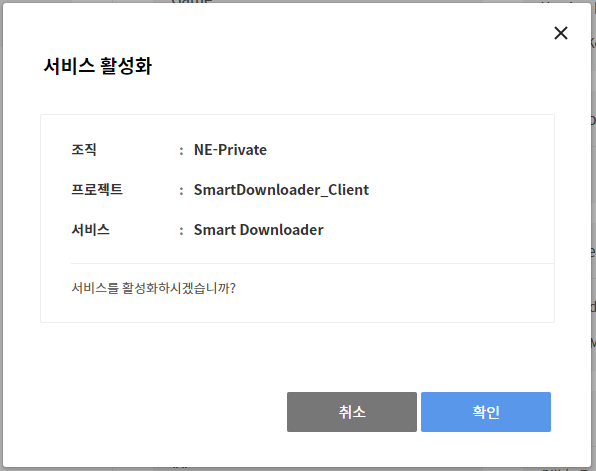 서비스 활성화
조직 : NE-Private
프로젝트 : SmartDownloader_Client
서비스 : Smart Downloader
서비스를 활성화하시겠습니까?
취소 확인